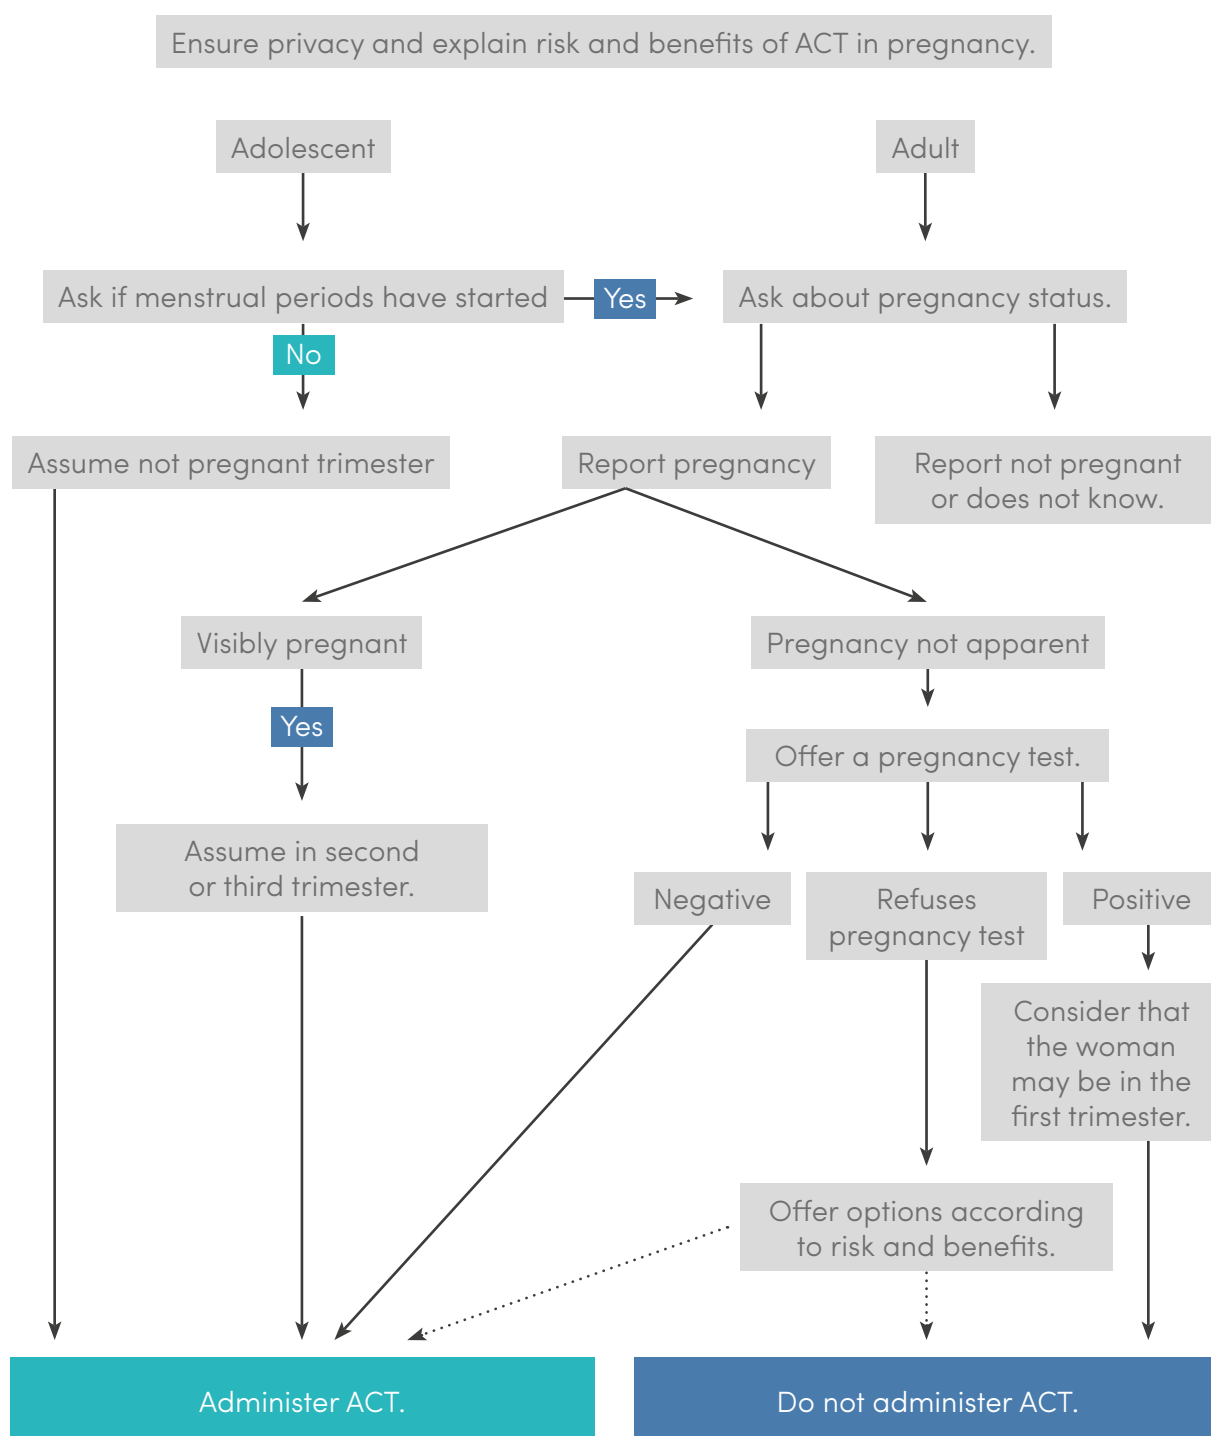 Ensure privacy and explain risk and benefits of ACT in pregnancy.
Adolescent
Adult
Ask if menstrual periods have started
Yes
Ask about pregnancy status.
No
Assume not pregnant trimester
Report pregnancy
Report not pregnant
or does not know.
Visibly pregnant
Pregnancy not apparent
Yes
Offer a pregnancy test.
Assume in second
or third trimester.
Negative
Refuses
pregnancy test
Positive
Consider that
the woman
may be in the
first trimester.
Offer options according
to risk and benefits.
Administer ACT.
Do not administer ACT.